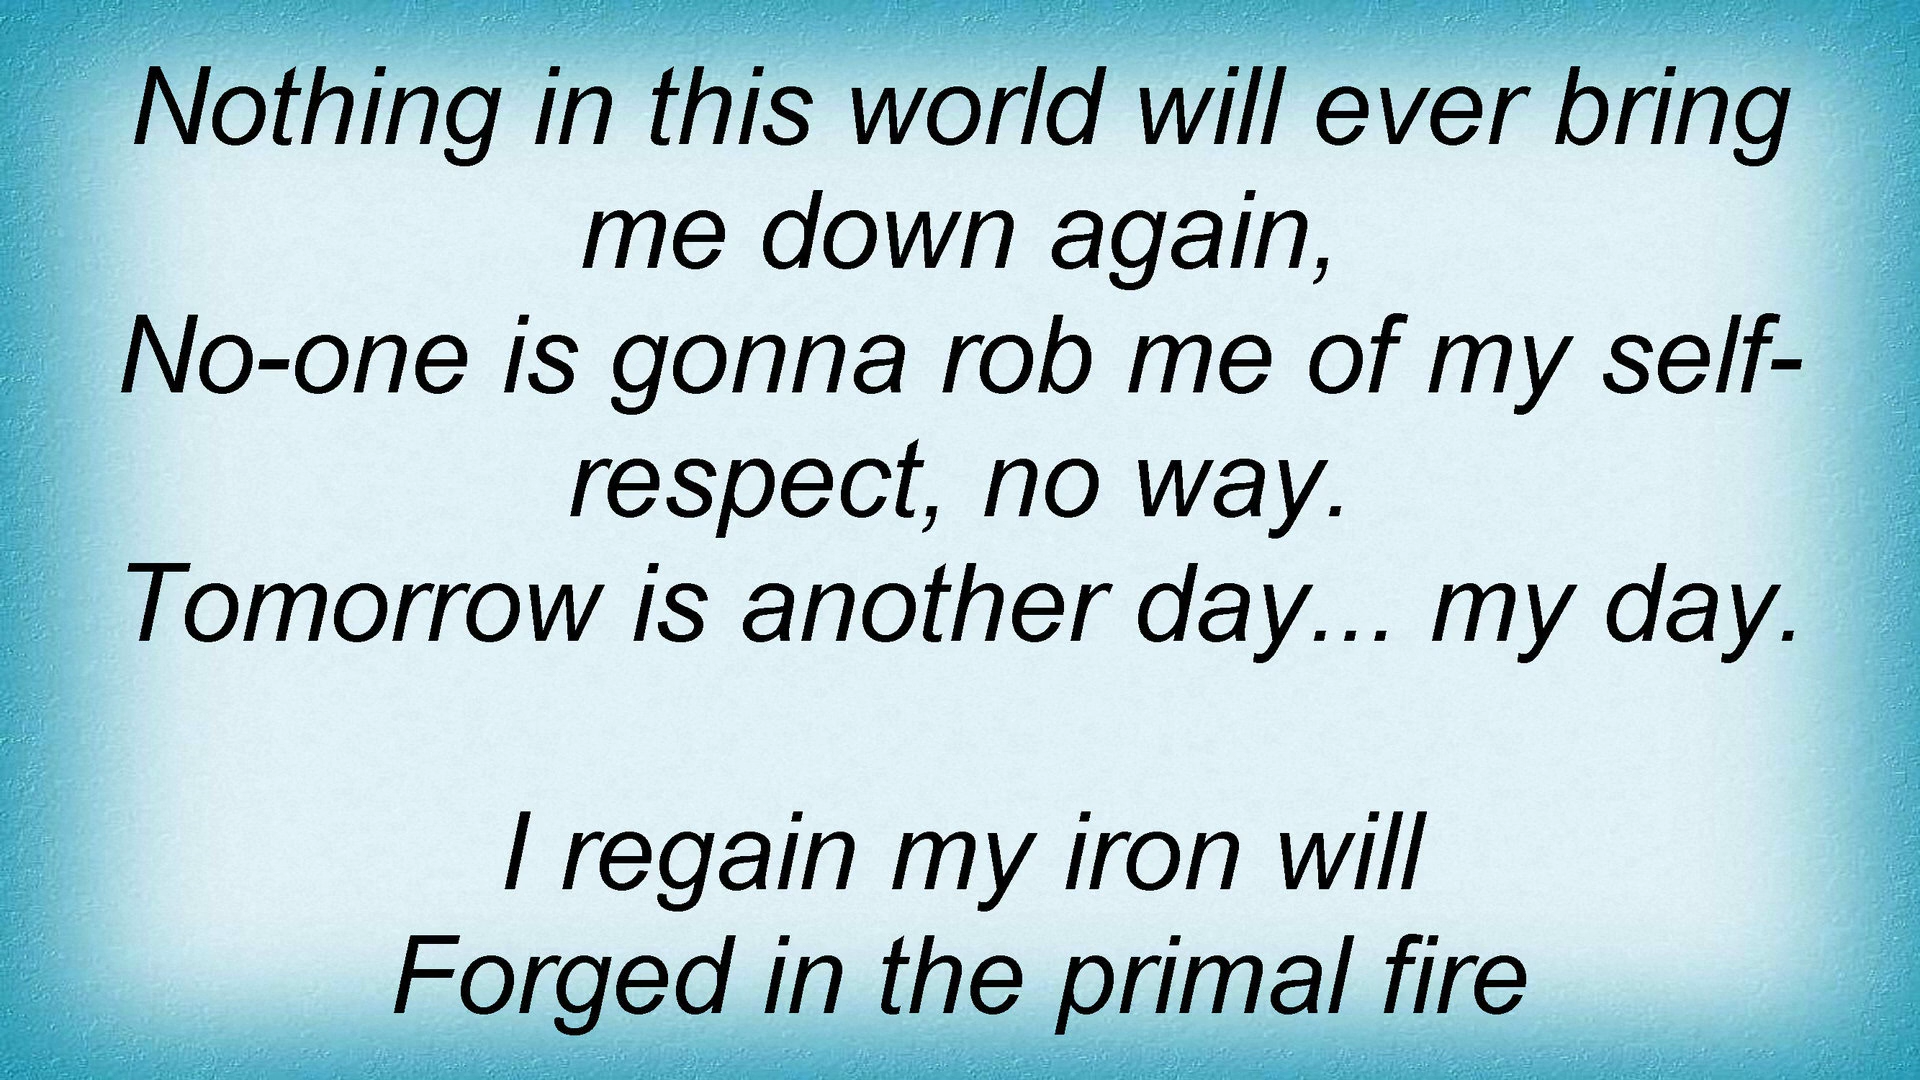 Nothing in this world will ever bring
me down again,
No-one is gonna rob me of my self-
respect, no way.
Tomorrow is another day... my day.
I regain my iron will
Forged in the primal fire